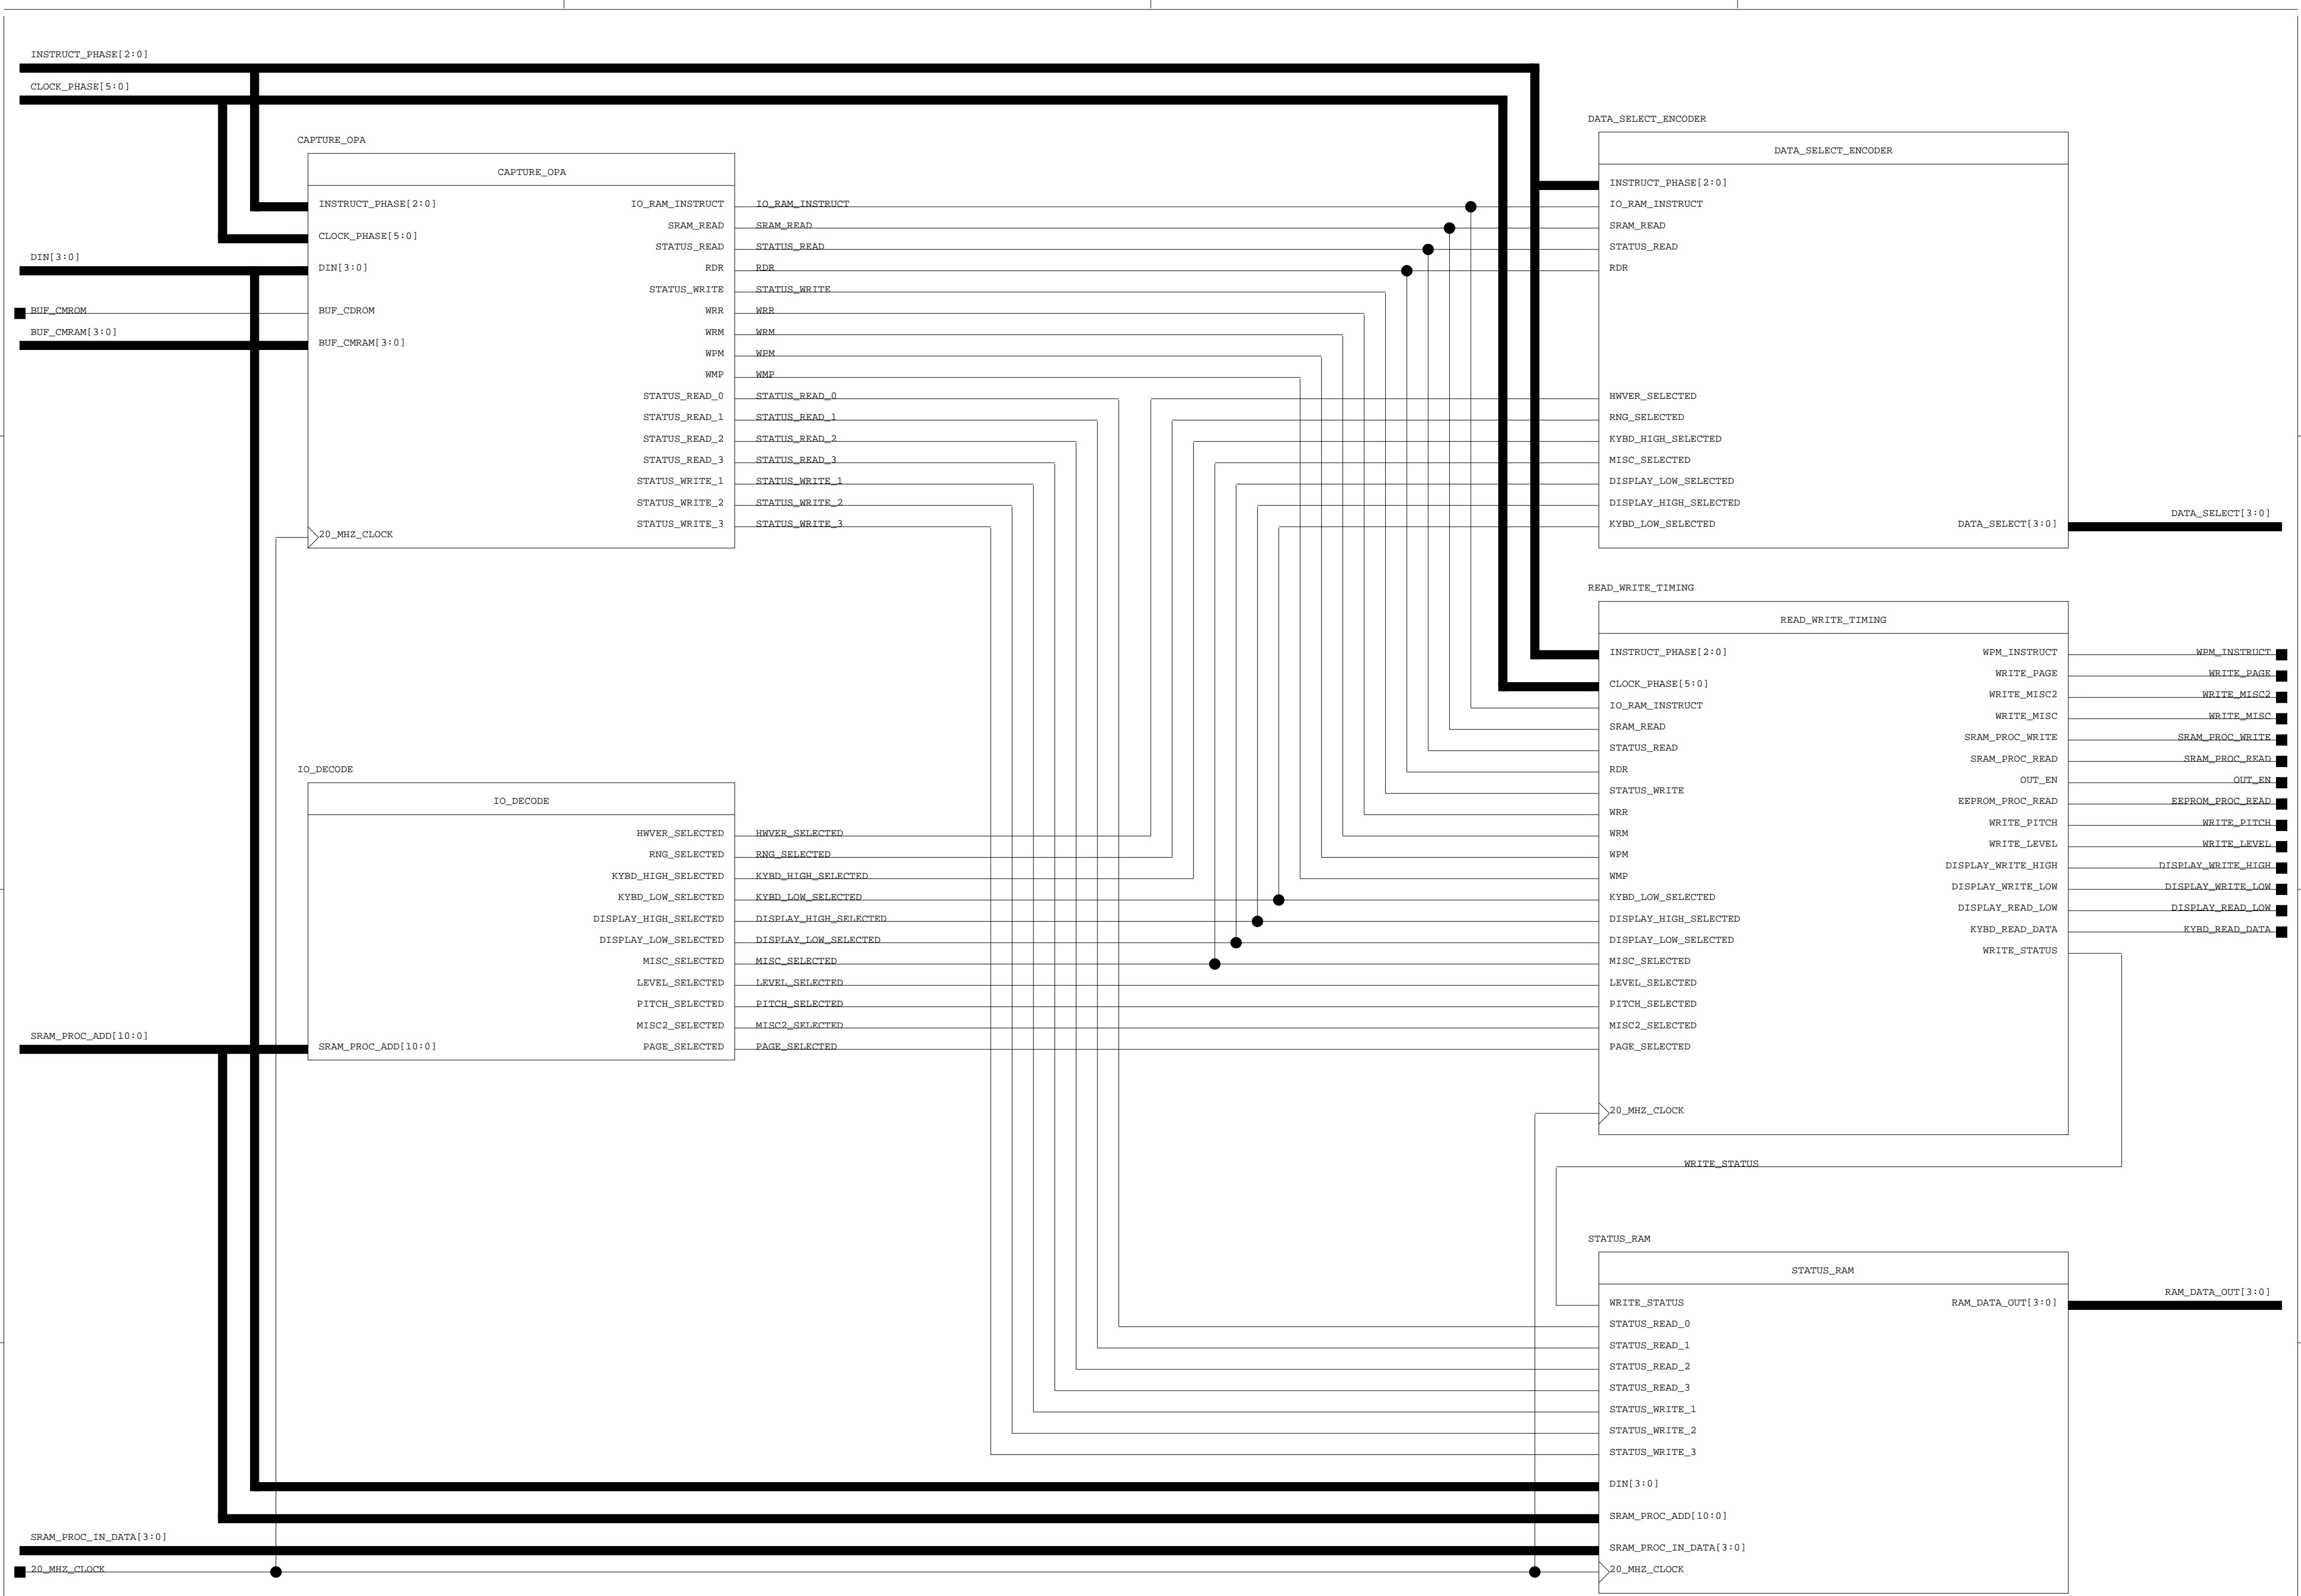 INSTRUCT_PHASE[2:0]
CLOCK_PHASE[5:0]
DIN[3:0]
BUF_CMROM
BUF_CMRAM[3:0]
CAPTURE_OPA
CAPTURE_OPA
INSTRUCT_PHASE[2:0]
CLOCK_PHASE[5:0]
DIN[3:0]
BUF_CDROM
BUF_CMRAM[3:0]
20_MHZ_CLOCK
IO_RAM_INSTRUCT IO_RAM_INSTRUCT
SRAM_READ SRAM_READ
STATUS_READ STATUS_READ
RDR RDR
STATUS_WRITE STATUS_WRITE
WRR WRR
WRM WRM
WPM WPM
WMP WMP
STATUS_READ_0 STATUS_READ_0
STATUS_READ_1 STATUS_READ_1
STATUS_READ_2 STATUS_READ_2
STATUS_READ_3 STATUS_READ_3
STATUS_WRITE_1 STATUS_WRITE_1
STATUS_WRITE_2 STATUS_WRITE_2
STATUS_WRITE_3 STATUS_WRITE_3
DATA_SELECT_ENCODER
DATA_SELECT_ENCODER
INSTRUCT_PHASE[2:0]
IO_RAM_INSTRUCT
SRAM_READ
STATUS_READ
RDR
HWVER_SELECTED
RNG_SELECTED
KYBD_HIGH_SELECTED
MISC_SELECTED
DISPLAY_LOW_SELECTED
DISPLAY_HIGH_SELECTED
KYBD_LOW_SELECTED
DATA_SELECT[3:0] DATA_SELECT[3:0]
IO_DECODE
IO_DECODE
HWVER_SELECTED HWVER_SELECTED
RNG_SELECTED RNG_SELECTED
KYBD_HIGH_SELECTED KYBD_HIGH_SELECTED
KYBD_LOW_SELECTED KYBD_LOW_SELECTED
DISPLAY_HIGH_SELECTED DISPLAY_HIGH_SELECTED
DISPLAY_LOW_SELECTED DISPLAY_LOW_SELECTED
MISC_SELECTED MISC_SELECTED
LEVEL_SELECTED LEVEL_SELECTED
PITCH_SELECTED PITCH_SELECTED
MISC2_SELECTED MISC2_SELECTED
PAGE_SELECTED PAGE_SELECTED
SRAM_PROC_ADD[10:0] SRAM_PROC_ADD[10:0]
READ_WRITE_TIMING
READ_WRITE_TIMING
INSTRUCT_PHASE[2:0]
CLOCK_PHASE[5:0]
IO_RAM_INSTRUCT
SRAM_READ
STATUS_READ
RDR
STATUS_WRITE
WRR
WRM
WPM
WMP
KYBD_LOW_SELECTED
DISPLAY_HIGH_SELECTED
DISPLAY_LOW_SELECTED
MISC_SELECTED
LEVEL_SELECTED
PITCH_SELECTED
MISC2_SELECTED
PAGE_SELECTED
20_MHZ_CLOCK
WPM_INSTRUCT WPM_INSTRUCT
WRITE_PAGE WRITE_PAGE
WRITE_MISC2 WRITE_MISC2
WRITE_MISC WRITE_MISC
SRAM_PROC_WRITE SRAM_PROC_WRITE
SRAM_PROC_READ SRAM_PROC_READ
OUT_EN OUT_EN
EEPROM_PROC_READ EEPROM_PROC_READ
WRITE_PITCH WRITE_PITCH
WRITE_LEVEL WRITE_LEVEL
DISPLAY_WRITE_HIGH DISPLAY_WRITE_HIGH
DISPLAY_WRITE_LOW DISPLAY_WRITE_LOW
DISPLAY_READ_LOW DISPLAY_READ_LOW
KYBD_READ_DATA KYBD_READ_DATA
WRITE_STATUS
WRITE_STATUS
STATUS_RAM
STATUS_RAM
WRITE_STATUS
STATUS_READ_0
STATUS_READ_1
STATUS_READ_2
STATUS_READ_3
STATUS_WRITE_1
STATUS_WRITE_2
STATUS_WRITE_3
DIN[3:0]
SRAM_PROC_ADD[10:0]
SRAM_PROC_IN_DATA[3:0]
20_MHZ_CLOCK
RAM_DATA_OUT[3:0] RAM_DATA_OUT[3:0]
SRAM_PROC_IN_DATA[3:0]
20_MHZ_CLOCK